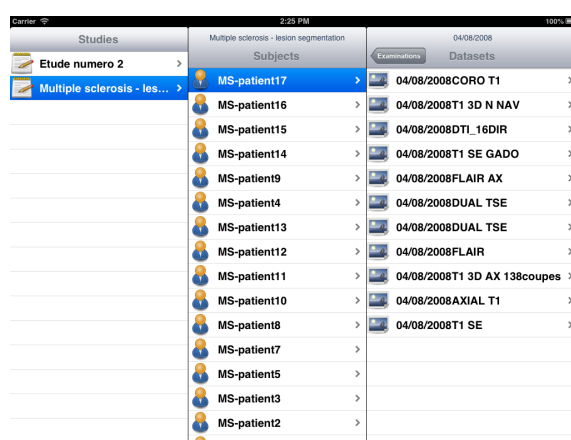 Carrier 2:25 PM 100%
Studies
Etude numero 2
Multiple sclerosis - les...
Multiple sclerosis - lesion segmentation
Subjects
MS-patient17
MS-patient16
MS-patient15
MS-patient14
MS-patient9
MS-patient4
MS-patient13
MS-patient12
MS-patient11
MS-patient10
MS-patient8
MS-patient7
MS-patient5
MS-patient3
MS-patient2
04/08/2008
Examinations Datasets
04/08/2008CORO T1
04/08/2008T1 3D N NAV
04/08/2008DTI_16DIR
04/08/2008T1 SE GADO
04/08/2008FLAIR AX
04/08/2008DUAL TSE
04/08/2008DUAL TSE
04/08/2008FLAIR
04/08/2008T1 3D AX 138coupes
04/08/2008AXIAL T1
04/08/2008T1 SE